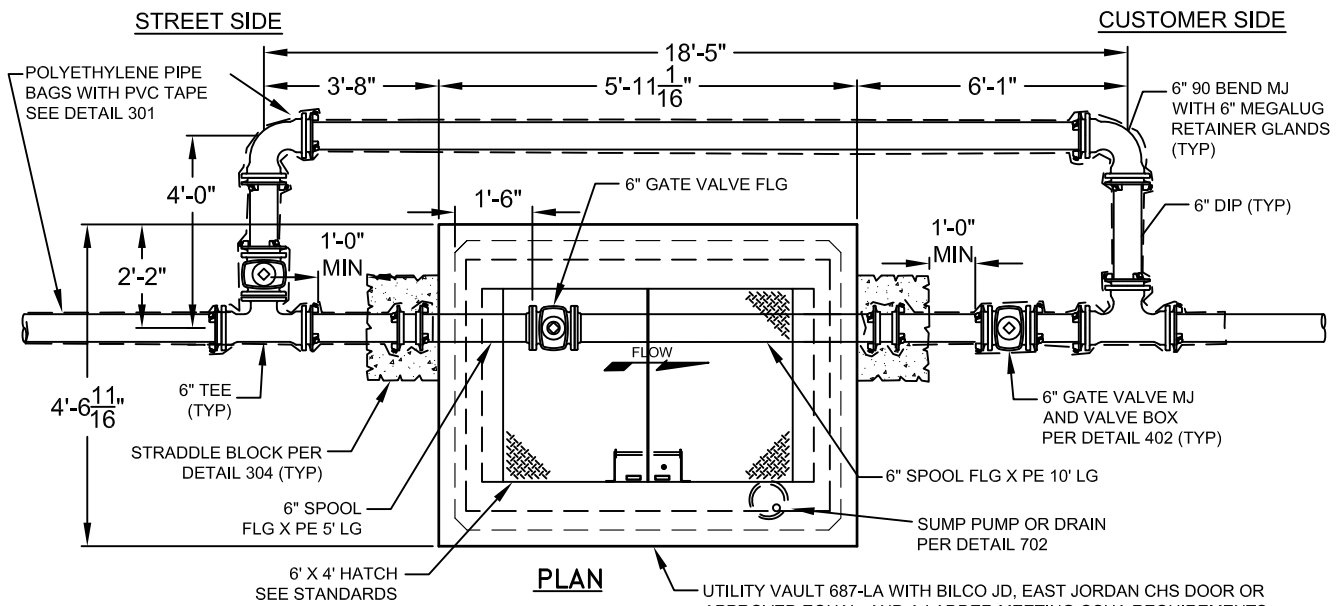 STREET SIDE
CUSTOMER SIDE
18'-5"
3'-8"
5'-11 1/16"
6'-1"
POLYETHYLENE PIPE
BAGS WITH PVC TAPE
SEE DETAIL 301
6" 90 BEND MJ
WITH 6" MEGALUG
RETAINER GLANDS
(TYP)
4'-0"
1'-6"
6" GATE VALVE FLG
6" DIP (TYP)
2'-2"
1'-0"
MIN
1'-0"
MIN
FLOW
4'-6 11/16"
6" TEE
(TYP)
STRADDLE BLOCK PER
DETAIL 304 (TYP)
6" GATE VALVE MJ
AND VALVE BOX
PER DETAIL 402 (TYP)
6" SPOOL
FLG X PE 5' LG
6" SPOOL FLG X PE 10' LG
SUMP PUMP OR DRAIN
PER DETAIL 702
6' X 4' HATCH
SEE STANDARDS
PLAN
UTILITY VAULT 687-LA WITH BILCO JD, EAST JORDAN CHS DOOR OR